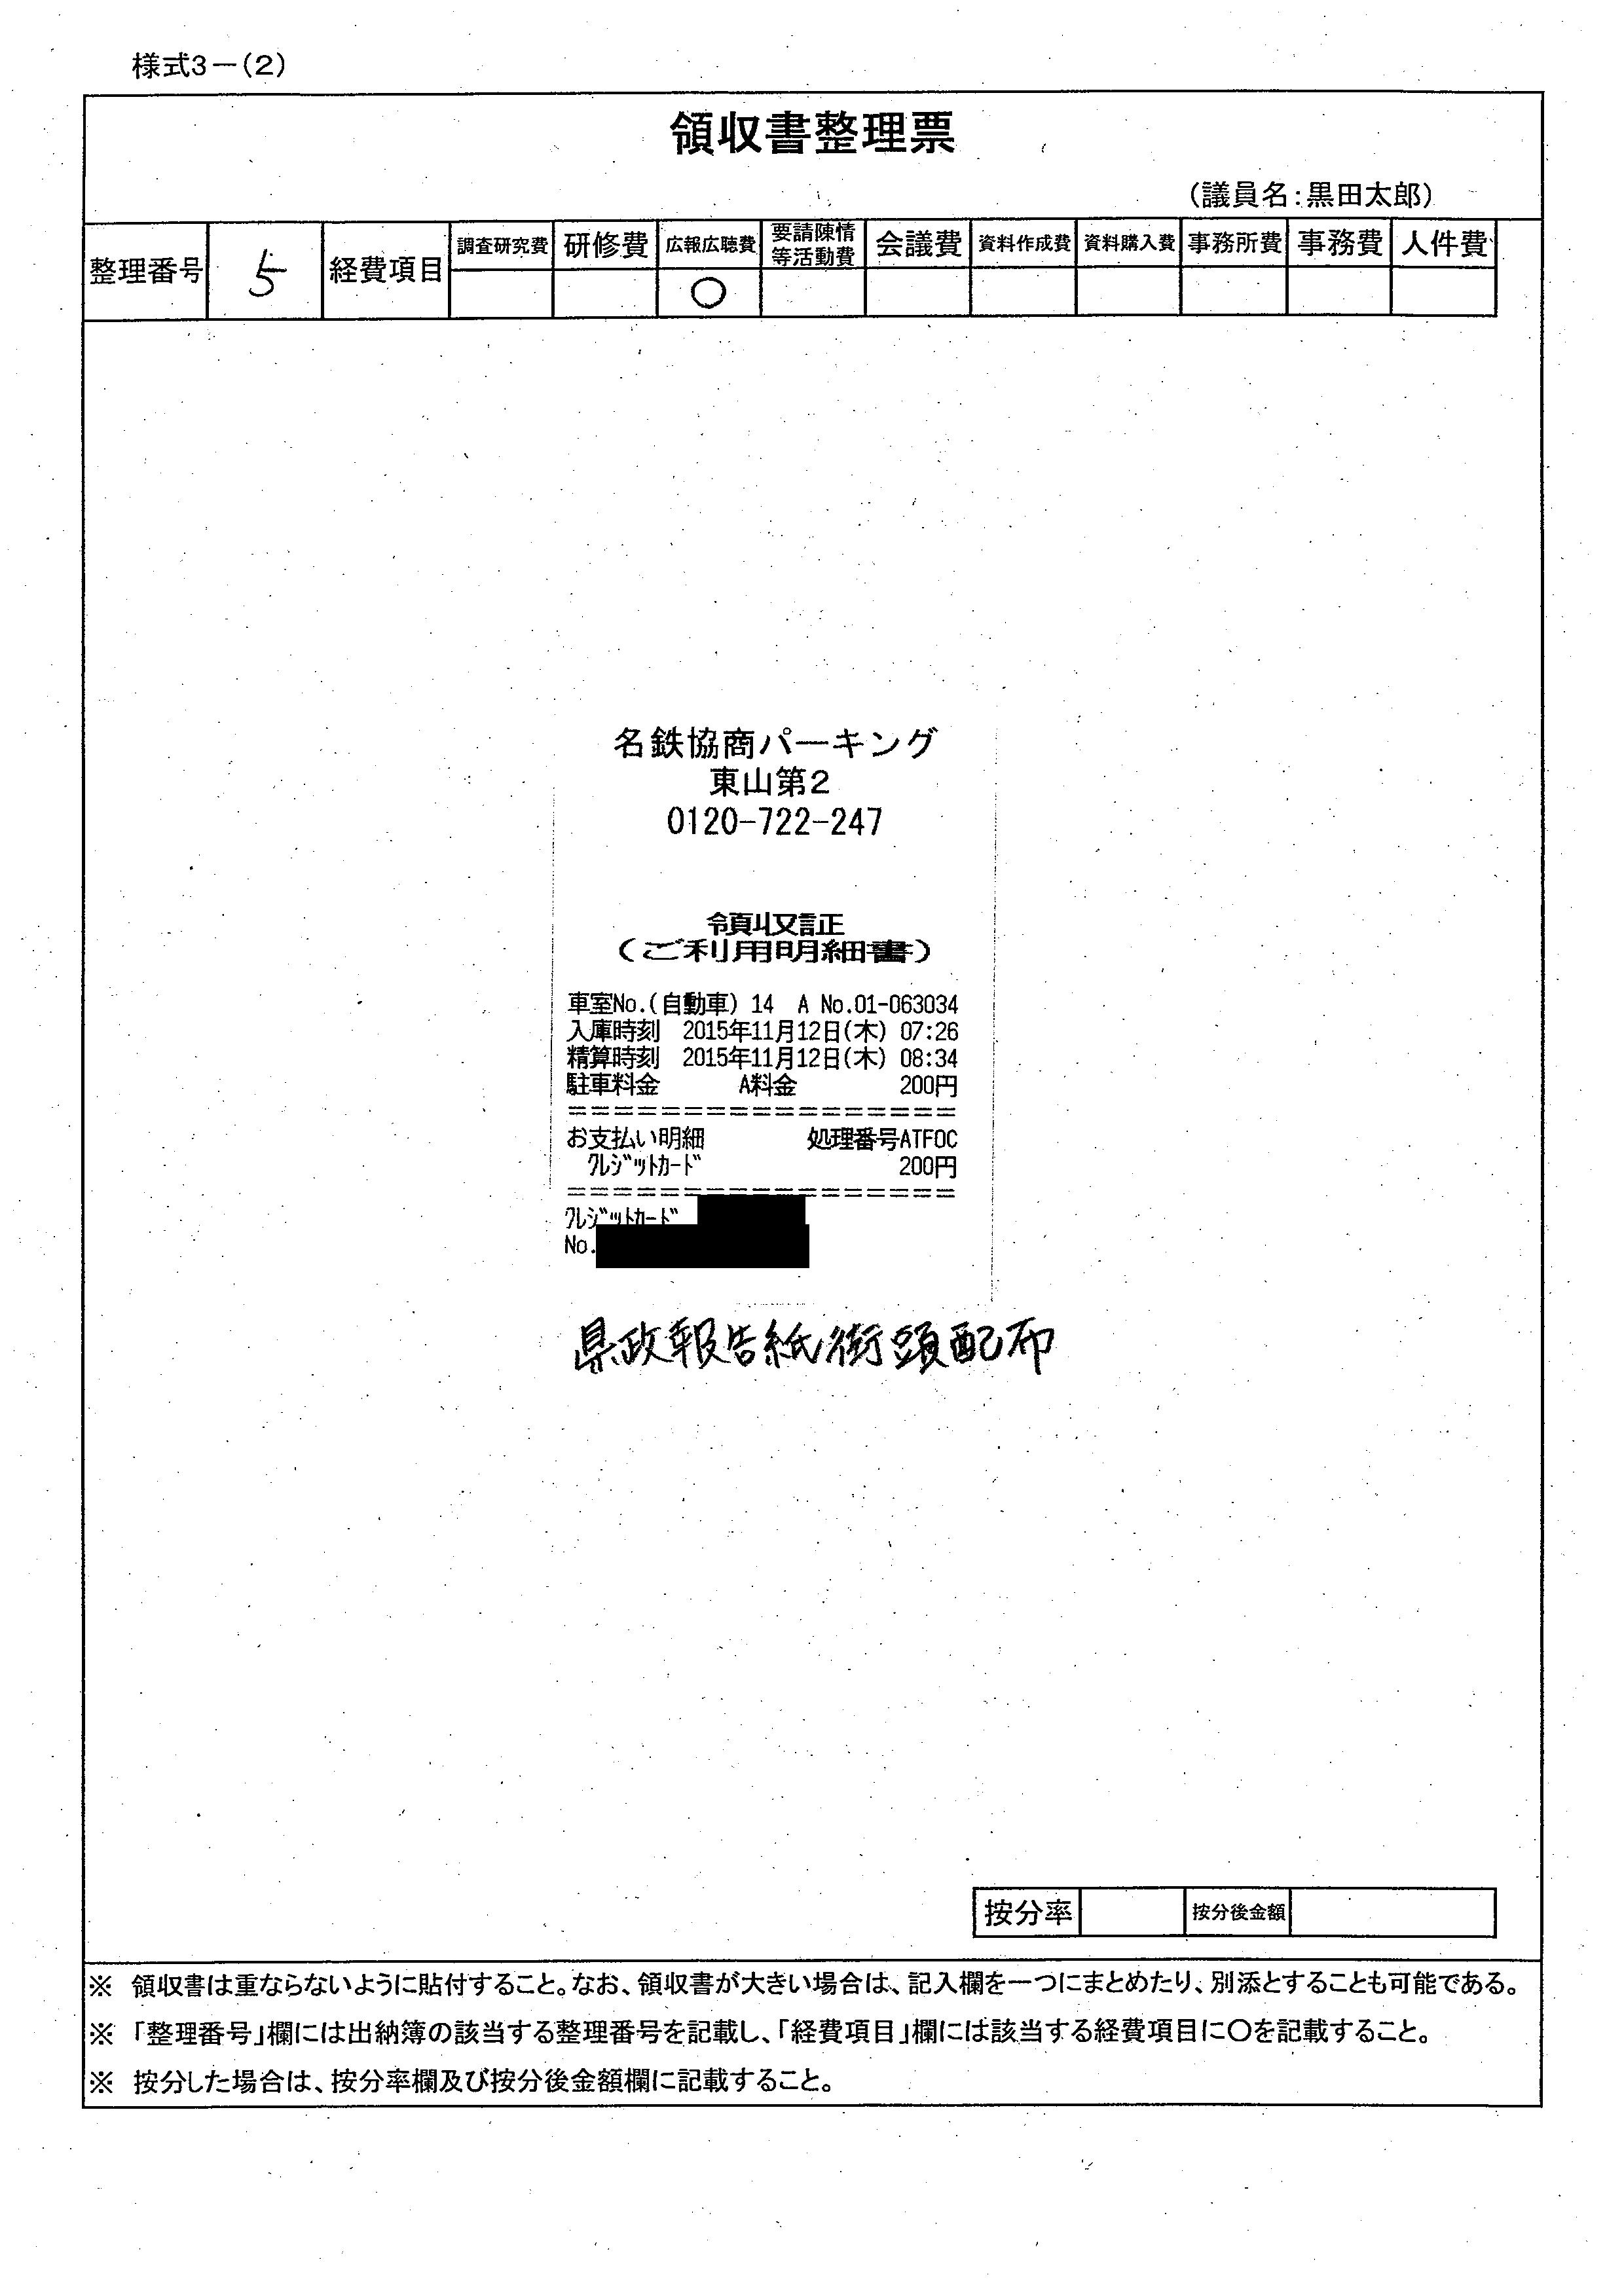 様式3－(2)
領収書整理票
(議員名:黒田太郎)
整理番号 5 経費項目 調査研究費 研修費 広報広聴費 要請陳情等活動費 会議費 資料作成費 資料購入費 事務所費 事務費 人件費
○
名鉄協商パーキング
東山第2
0120-722-247
領収証
(ご利用明細書)
車室No.(自動車) 14 A No.01-063034
入庫時刻 2015年11月12日(木) 07:26
精算時刻 2015年11月12日(木) 08:34
駐車料金 A料金 200円
=================
お支払い明細 処理番号ATFOC
ｸﾚｼﾞｯﾄｶｰﾄﾞ 200円
=================
ｸﾚｼﾞｯﾄｶｰﾄﾞ
No.
県政報告紙街頭配布
按分率 按分後金額
※ 領収書は重ならないように貼付すること。なお、領収書が大きい場合は、記入欄を一つにまとめたり、別添とすることも可能である。
※ 「整理番号」欄には出納簿の該当する整理番号を記載し、「経費項目」欄には該当する経費項目に○を記載すること。
※ 按分した場合は、按分率欄及び按分後金額欄に記載すること。